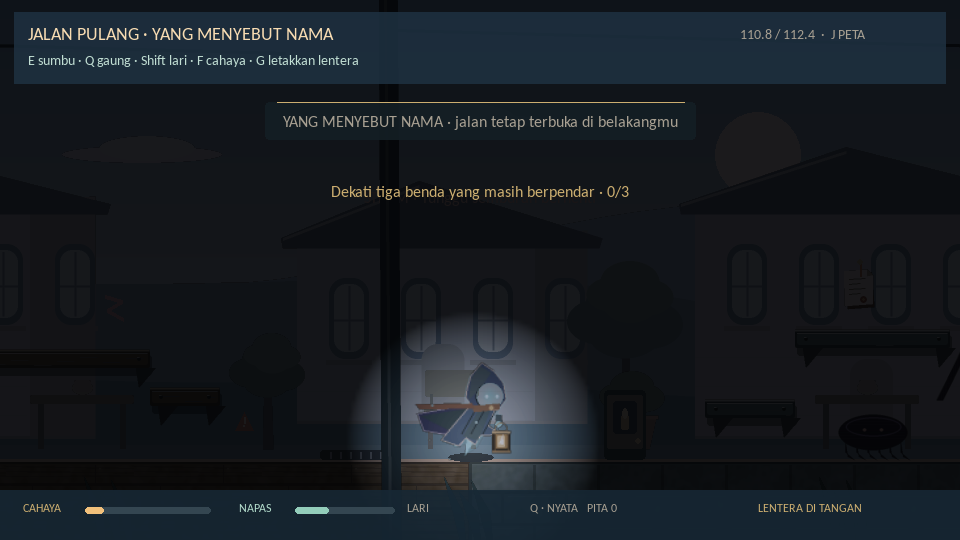 JALAN PULANG · YANG MENYEBUT NAMA
110.8 / 112.4 · J PETA
E sumbu · Q gaung · Shift lari · F cahaya · G letakkan lentera
YANG MENYEBUT NAMA · jalan tetap terbuka di belakangmu
Dekati tiga benda yang masih berpendar · 0/3
CAHAYA NAPAS LARI Q · NYATA PITA 0 LENTERA DI TANGAN